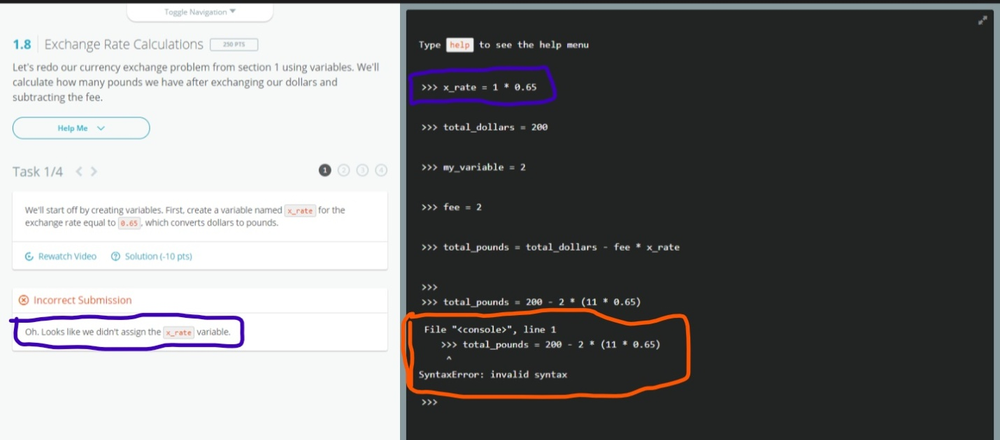 Toggle Navigation
1.8 Exchange Rate Calculations 250 PTS
Let's redo our currency exchange problem from section 1 using variables. We'll
calculate how many pounds we have after exchanging our dollars and
subtracting the fee.
Help Me
Task 1/4
1 2 3 4
We'll start off by creating variables. First, create a variable named x_rate for the
exchange rate equal to 0.65, which converts dollars to pounds.
Rewatch Video Solution (-10 pts)
Incorrect Submission
Oh. Looks like we didn't assign the x_rate variable.
Type help to see the help menu
>>> x_rate = 1 * 0.65
>>> total_dollars = 200
>>> my_variable = 2
>>> fee = 2
>>> total_pounds = total_dollars - fee * x_rate
>>>
>>> total_pounds = 200 - 2 * (11 * 0.65)
File "<console>", line 1
>>> total_pounds = 200 - 2 * (11 * 0.65)
^
SyntaxError: invalid syntax
>>>